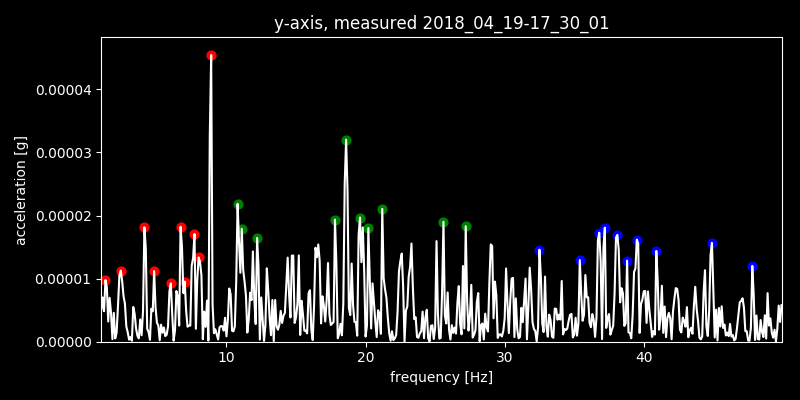 y-axis, measured 2018_04_19-17_30_01
acceleration [g]
0.00004
0.00003
0.00002
0.00001
0.00000
10 20 30 40
frequency [Hz]